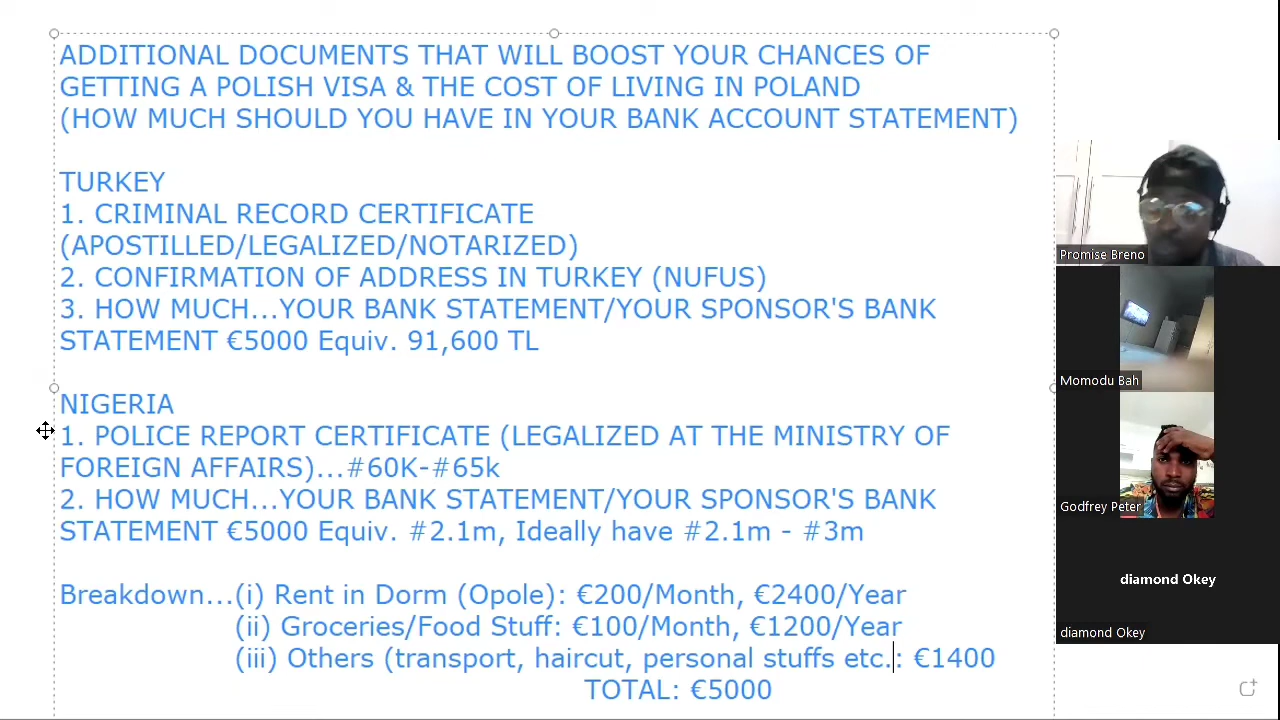 ADDITIONAL DOCUMENTS THAT WILL BOOST YOUR CHANCES OF
GETTING A POLISH VISA & THE COST OF LIVING IN POLAND
(HOW MUCH SHOULD YOU HAVE IN YOUR BANK ACCOUNT STATEMENT)
TURKEY
1. CRIMINAL RECORD CERTIFICATE
(APOSTILLED/LEGALIZED/NOTARIZED)
2. CONFIRMATION OF ADDRESS IN TURKEY (NUFUS)
3. HOW MUCH...YOUR BANK STATEMENT/YOUR SPONSOR'S BANK
STATEMENT €5000 Equiv. 91,600 TL
NIGERIA
1. POLICE REPORT CERTIFICATE (LEGALIZED AT THE MINISTRY OF
FOREIGN AFFAIRS)...#60K-#65k
2. HOW MUCH...YOUR BANK STATEMENT/YOUR SPONSOR'S BANK
STATEMENT €5000 Equiv. #2.1m, Ideally have #2.1m - #3m
Breakdown...(i) Rent in Dorm (Opole): €200/Month, €2400/Year
(ii) Groceries/Food Stuff: €100/Month, €1200/Year
(iii) Others (transport, haircut, personal stuffs etc.: €1400
TOTAL: €5000
Promise Breno
Momodu Bah
Godfrey Peter
diamond Okey
diamond Okey